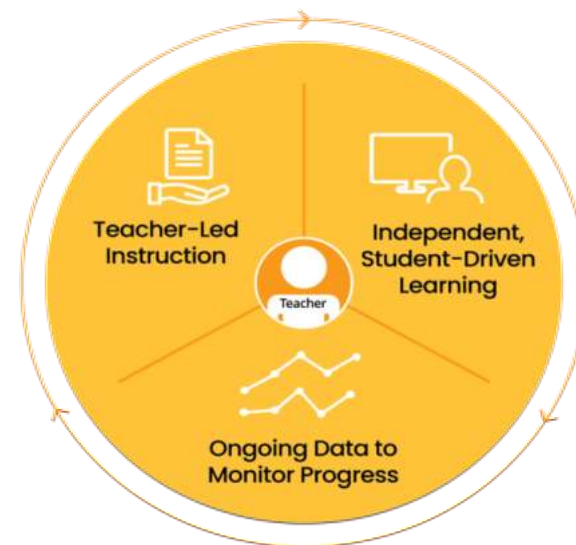 Teacher-Led
Instruction
Independent,
Student-Driven
Learning
Teacher
Ongoing Data to
Monitor Progress